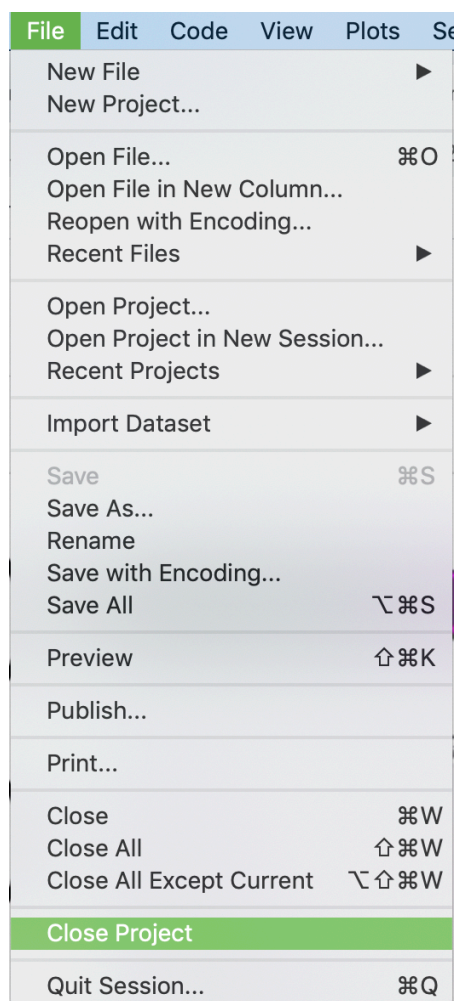 File Edit Code View Plots Se
New File ▶
New Project...
Open File... ⌘O
Open File in New Column...
Reopen with Encoding...
Recent Files ▶
Open Project...
Open Project in New Session...
Recent Projects ▶
Import Dataset ▶
Save ⌘S
Save As...
Rename
Save with Encoding...
Save All ⌥⌘S
Preview ⇧⌘K
Publish...
Print...
Close ⌘W
Close All ⇧⌘W
Close All Except Current ⌥⇧⌘W
Close Project
Quit Session... ⌘Q